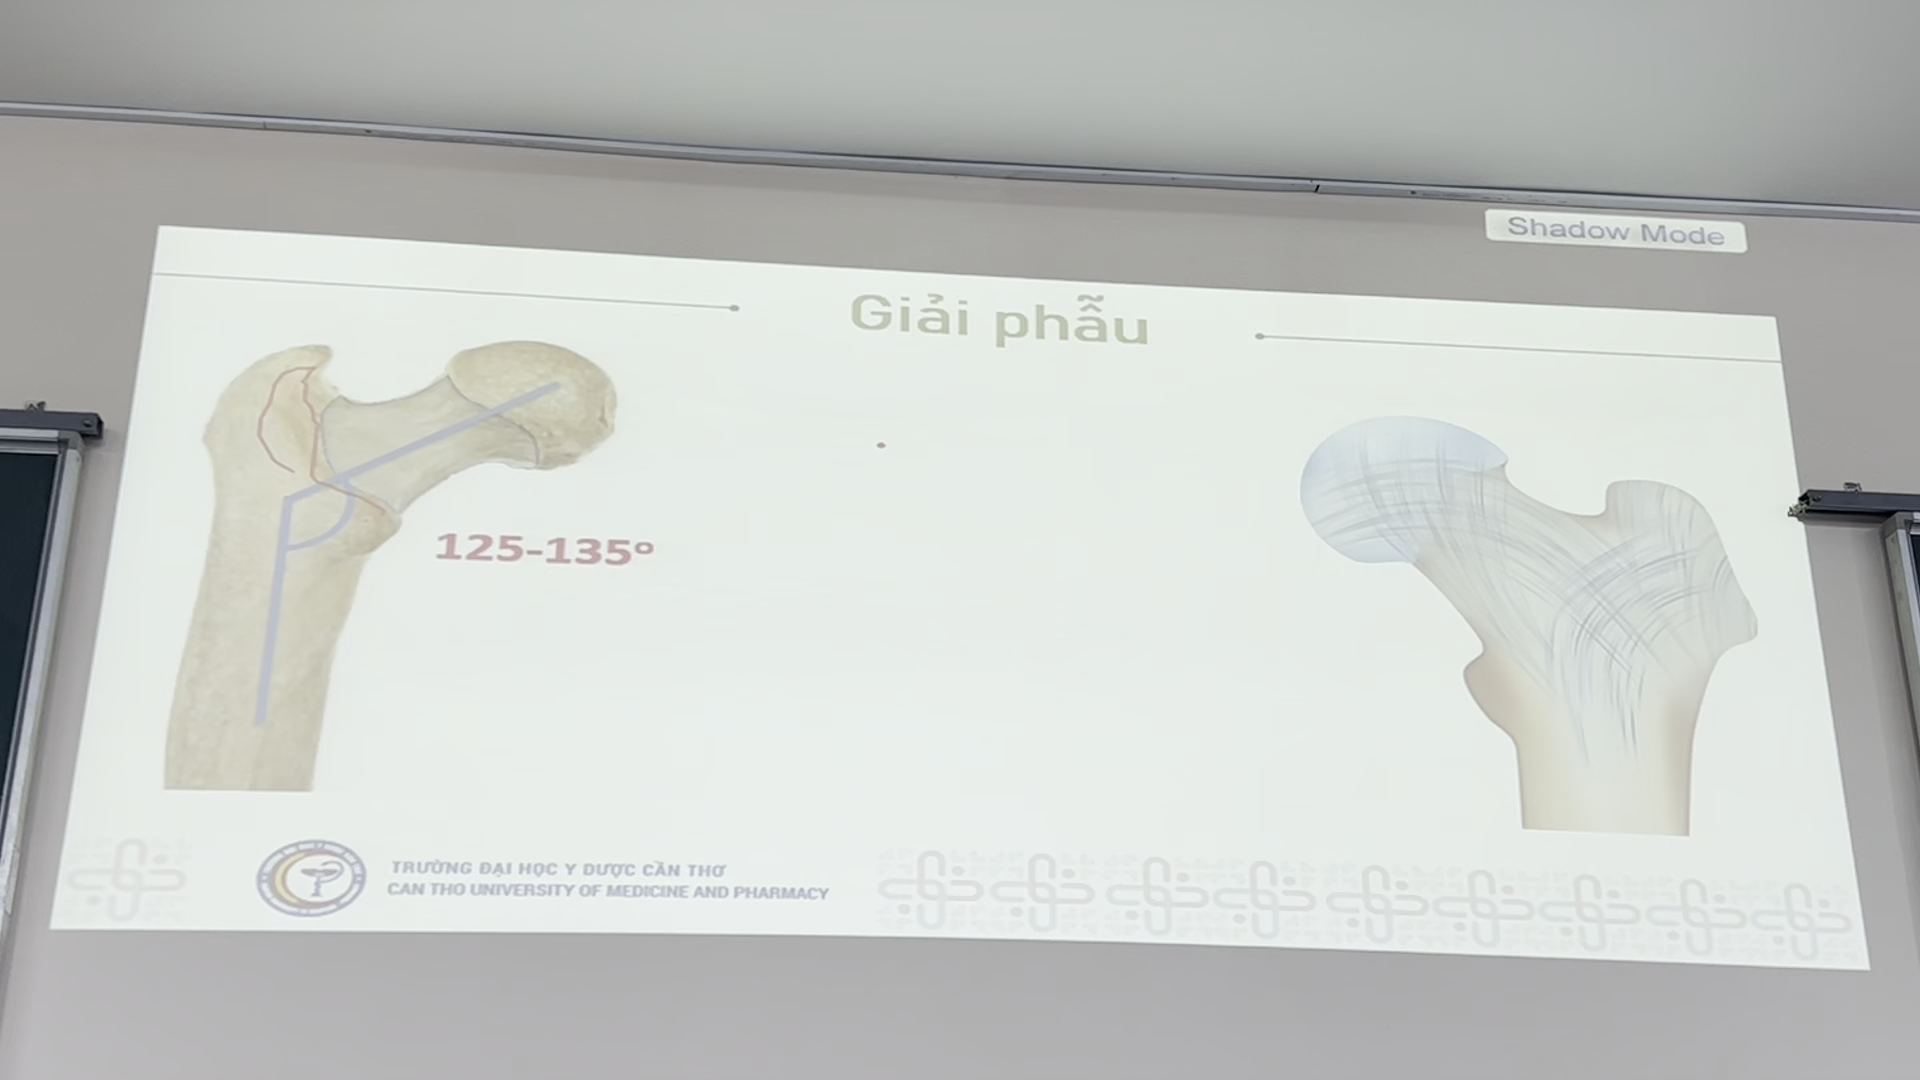 Shadow Mode
Giải phẫu
125-135º
TRƯỜNG ĐẠI HỌC Y DƯỢC CẦN THƠ
CAN THO UNIVERSITY OF MEDICINE AND PHARMACY